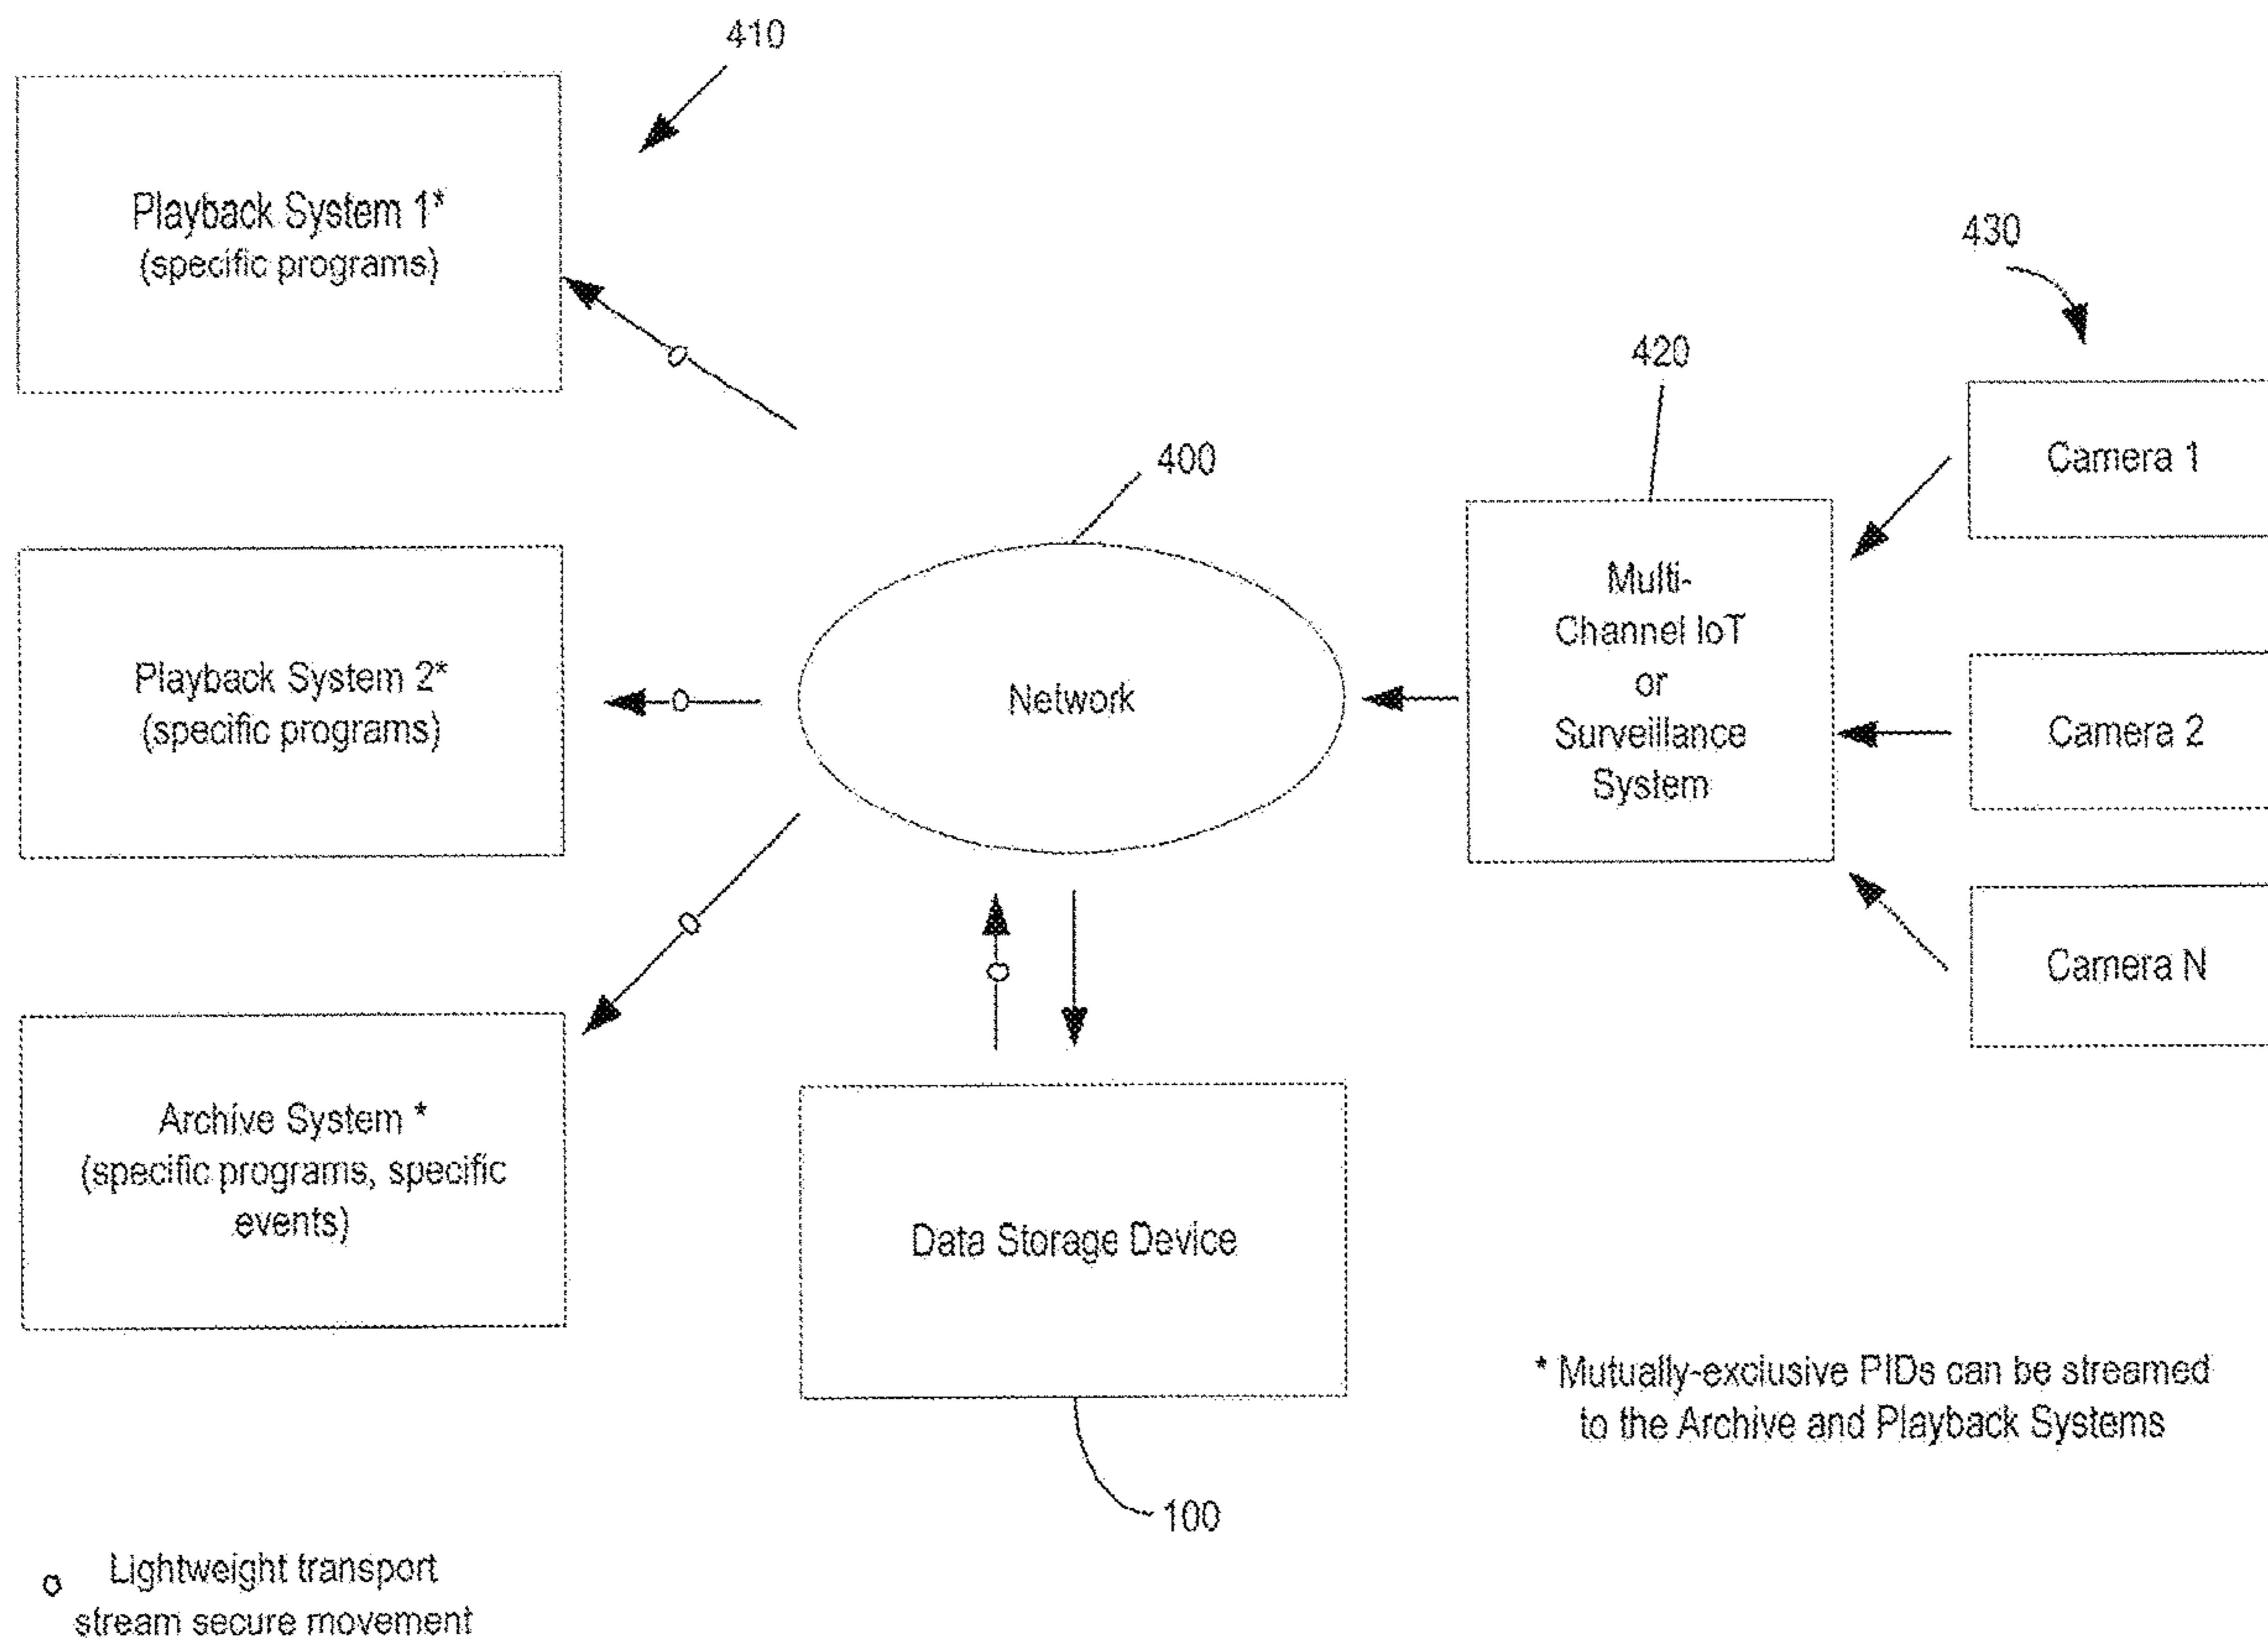 410
Playback System 1*
(specific programs)
430
420
400
Camera 1
Multi-
Channel IoT
or
Surveillance
System
Playback System 2*
(specific programs)
Network
Camera 2
Camera N
Archive System *
(specific programs, specific
events)
Data Storage Device
* Mutually-exclusive PIDs can be streamed
to the Archive and Playback Systems
100
Lightweight transport
stream secure movement